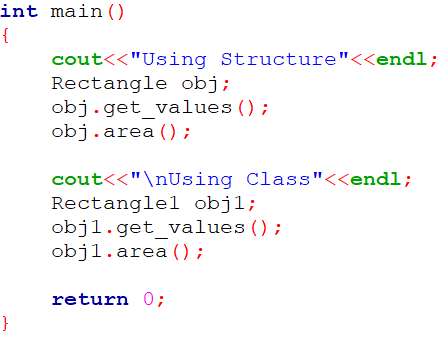 int main()
{
    cout<<"Using Structure"<<endl;
    Rectangle obj;
    obj.get_values();
    obj.area();

    cout<<"\nUsing Class"<<endl;
    Rectangle1 obj1;
    obj1.get_values();
    obj1.area();

    return 0;
}